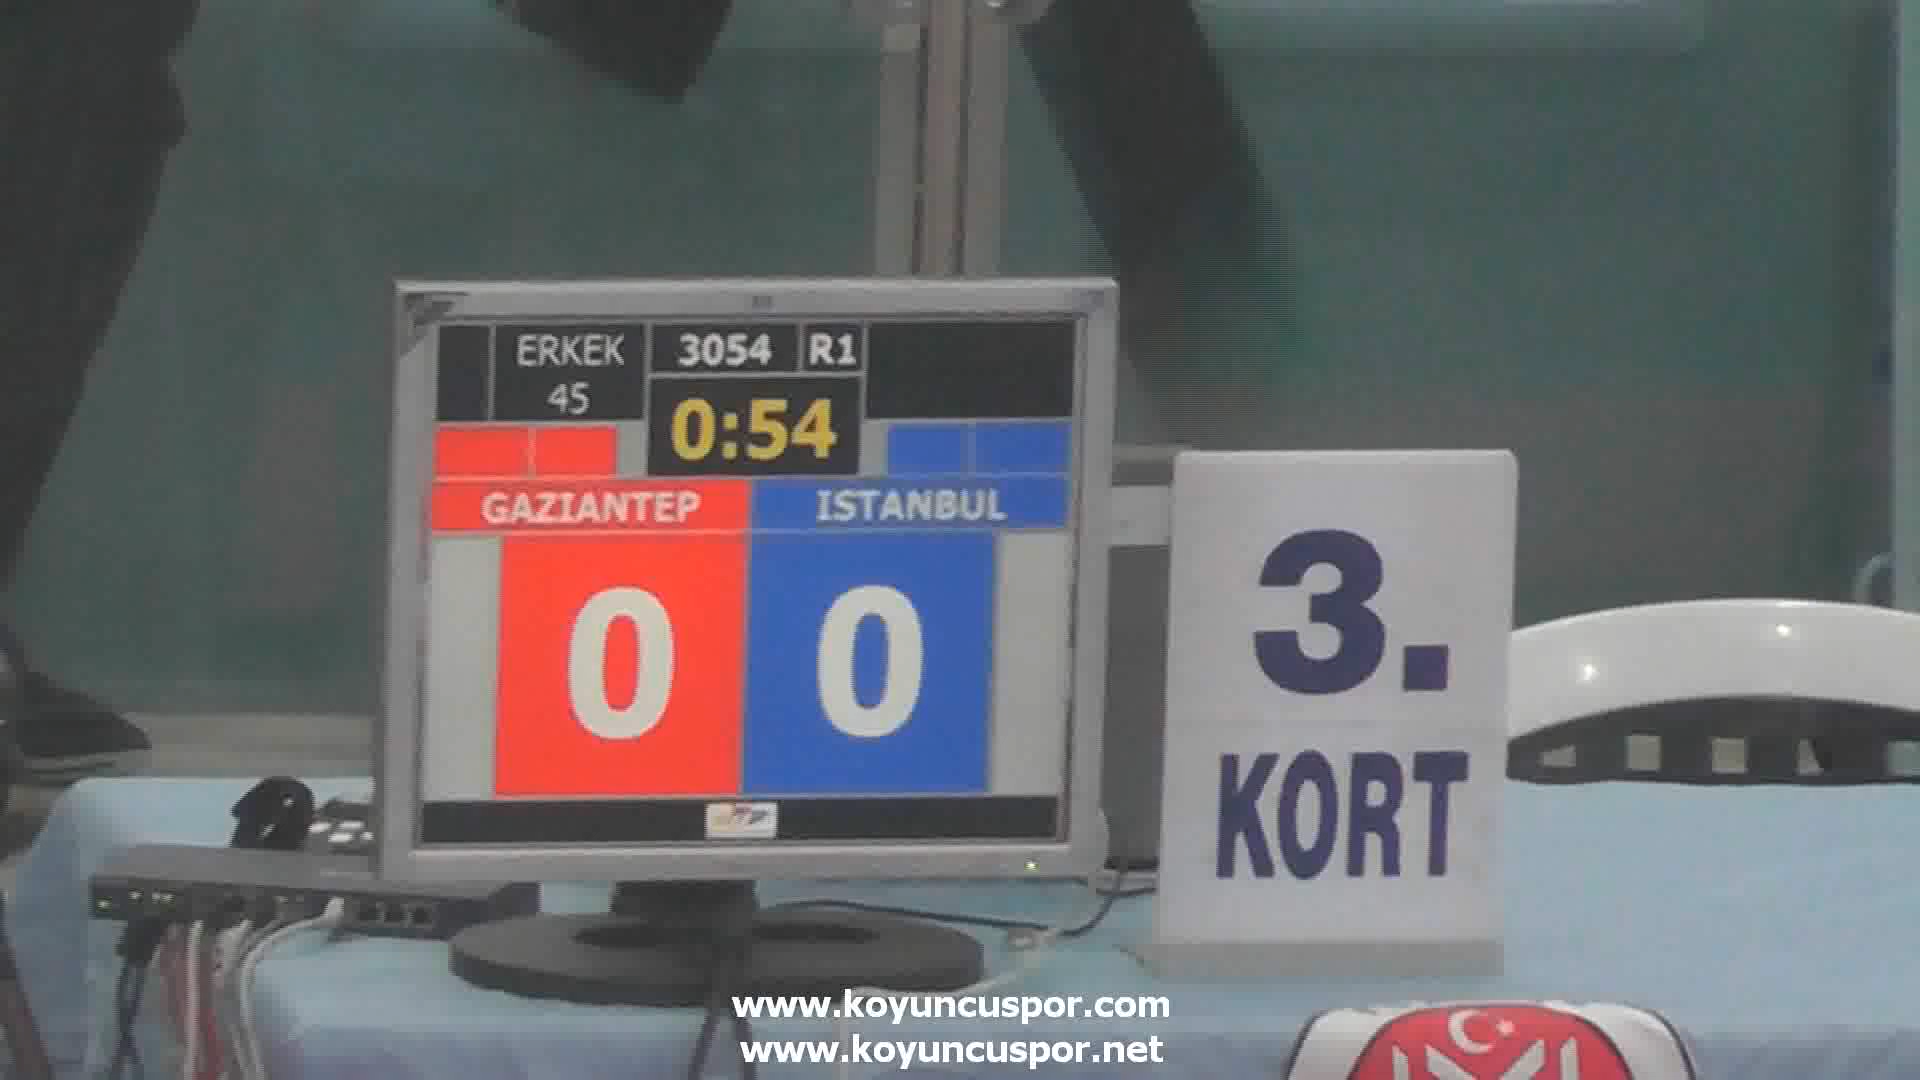 ERKEK
45
3054
R1
0:54
GAZIANTEP
ISTANBUL
0
0
3.
KORT
www.koyuncuspor.com
www.koyuncuspor.net